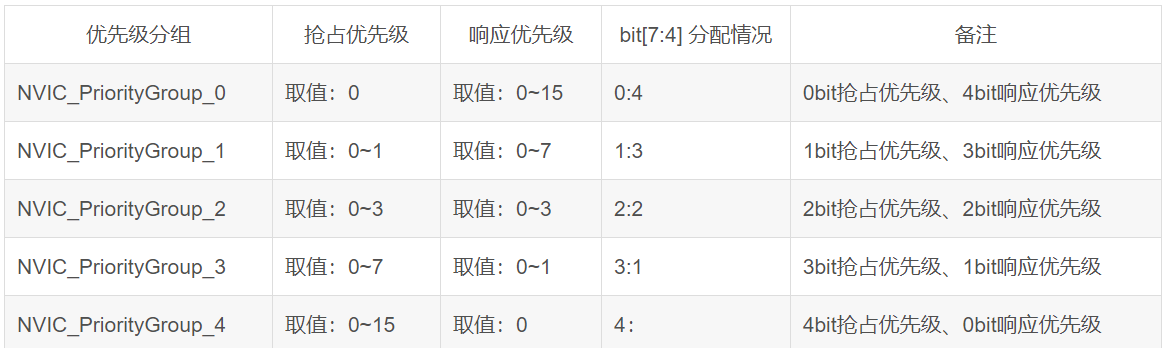 优先级分组 抢占优先级 响应优先级 bit[7:4] 分配情况 备注
NVIC_PriorityGroup_0 取值：0 取值：0~15 0:4 0bit抢占优先级、4bit响应优先级
NVIC_PriorityGroup_1 取值：0~1 取值：0~7 1:3 1bit抢占优先级、3bit响应优先级
NVIC_PriorityGroup_2 取值：0~3 取值：0~3 2:2 2bit抢占优先级、2bit响应优先级
NVIC_PriorityGroup_3 取值：0~7 取值：0~1 3:1 3bit抢占优先级、1bit响应优先级
NVIC_PriorityGroup_4 取值：0~15 取值：0 4： 4bit抢占优先级、0bit响应优先级